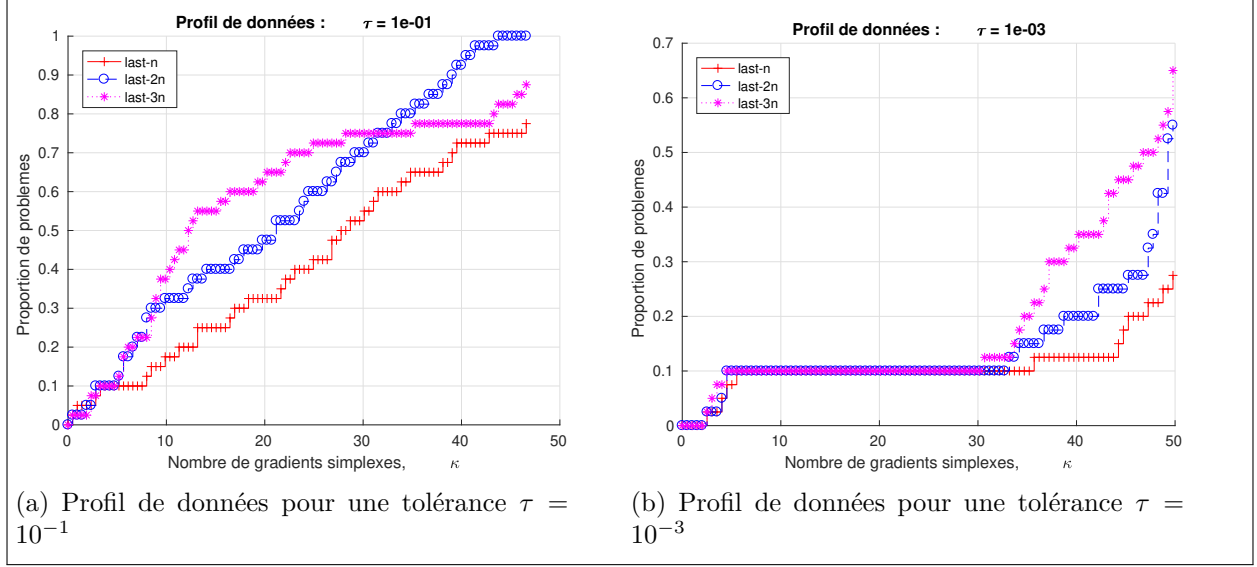 Profil de données : τ = 1e-01
last-n
last-2n
last-3n
Proportion de problemes
1
0.9
0.8
0.7
0.6
0.5
0.4
0.3
0.2
0.1
0
0 10 20 30 40 50
Nombre de gradients simplexes, κ
(a) Profil de données pour une tolérance τ =
10⁻¹
Profil de données : τ = 1e-03
last-n
last-2n
last-3n
Proportion de problemes
0.7
0.6
0.5
0.4
0.3
0.2
0.1
0
0 10 20 30 40 50
Nombre de gradients simplexes, κ
(b) Profil de données pour une tolérance τ =
10⁻³